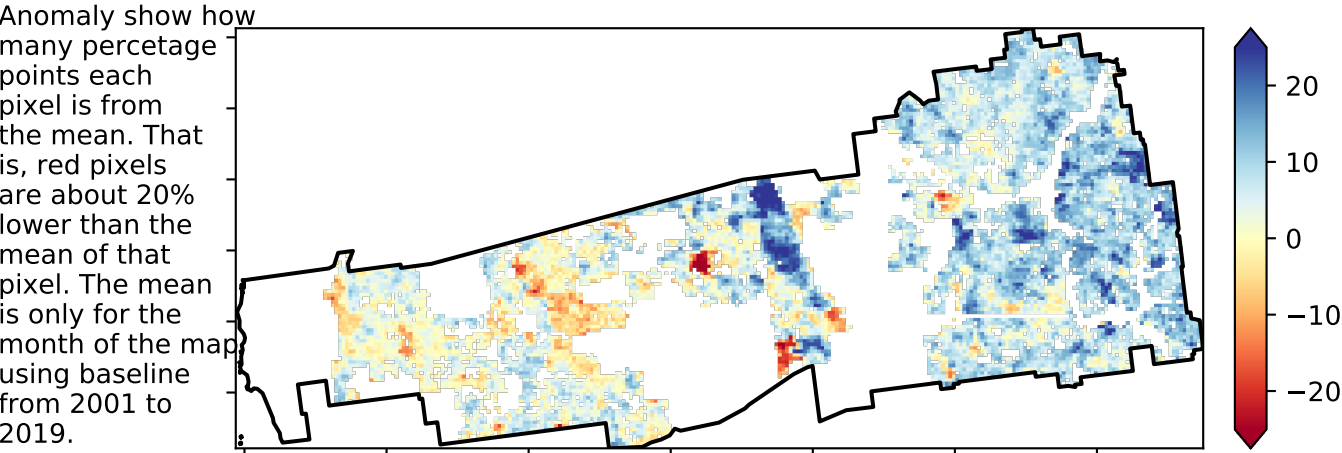 Anomaly show how
many percetage
points each
pixel is from
the mean. That
is, red pixels
are about 20%
lower than the
mean of that
pixel. The mean
is only for the
month of the map,
using baseline
from 2001 to
2019.
20
10
0
−10
−20